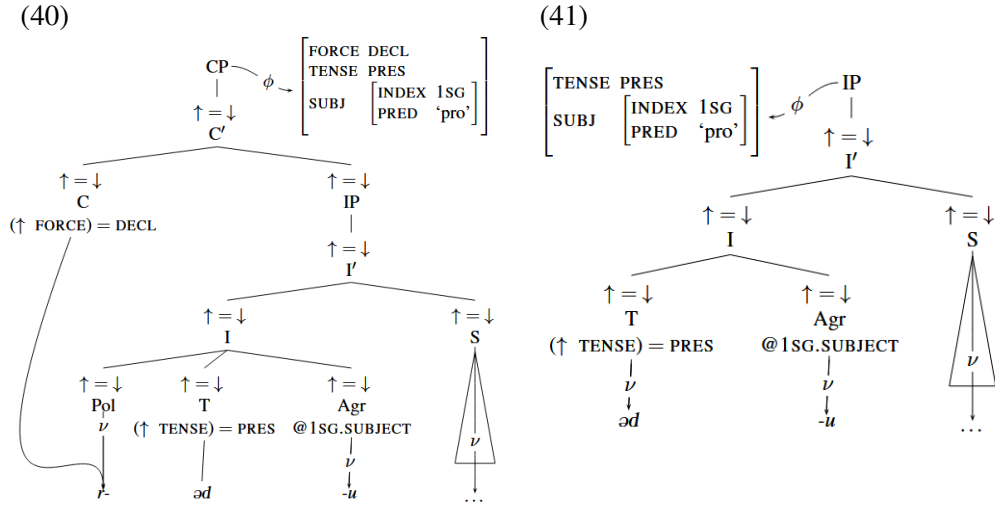 (40)
CP
ϕ
FORCE DECL
TENSE PRES
SUBJ
INDEX 1SG
PRED ‘pro’
↑ = ↓
C′
↑ = ↓ ↑ = ↓
C IP
(↑ FORCE) = DECL
↑ = ↓
I′
↑ = ↓ ↑ = ↓
I S
↑ = ↓ ↑ = ↓ ↑ = ↓
Pol T Agr
ν (↑ TENSE) = PRES @1SG.SUBJECT
ν ν
r- əd -u …
(41)
TENSE PRES
SUBJ
INDEX 1SG
PRED ‘pro’
ϕ
IP
↑ = ↓
I′
↑ = ↓ ↑ = ↓
I S
↑ = ↓ ↑ = ↓
T Agr
(↑ TENSE) = PRES @1SG.SUBJECT
ν ν ν
əd -u …